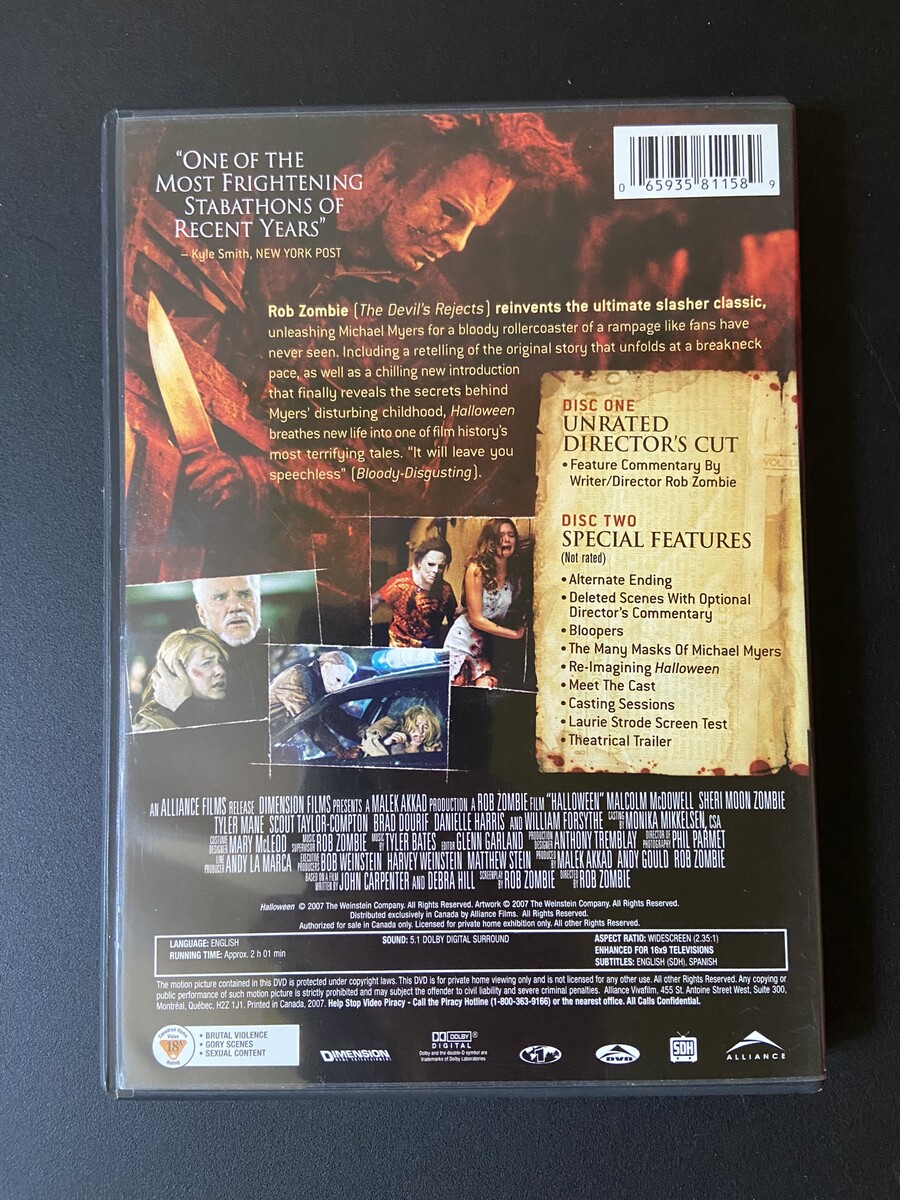 “ONE OF THE
MOST FRIGHTENING
STABATHONS OF
RECENT YEARS”
– Kyle Smith, NEW YORK POST
0 65935 81158 9
Rob Zombie (The Devil's Rejects) reinvents the ultimate slasher classic,
unleashing Michael Myers for a bloody rollercoaster of a rampage like fans have
never seen. Including a retelling of the original story that unfolds at a breakneck
pace, as well as a chilling new introduction
that finally reveals the secrets behind
Myers' disturbing childhood, Halloween
breathes new life into one of film history's
most terrifying tales. “It will leave you
speechless” (Bloody-Disgusting).
DISC ONE
UNRATED
DIRECTOR'S CUT
• Feature Commentary By
Writer/Director Rob Zombie
DISC TWO
SPECIAL FEATURES
(Not rated)
• Alternate Ending
• Deleted Scenes With Optional
Director's Commentary
• Bloopers
• The Many Masks Of Michael Myers
• Re-Imagining Halloween
• Meet The Cast
• Casting Sessions
• Laurie Strode Screen Test
• Theatrical Trailer
AN ALLIANCE FILMS RELEASE DIMENSION FILMS PRESENTS A MALEK AKKAD PRODUCTION A ROB ZOMBIE FILM "HALLOWEEN" MALCOLM McDOWELL SHERI MOON ZOMBIE
TYLER MANE SCOUT TAYLOR-COMPTON BRAD DOURIF DANIELLE HARRIS AND WILLIAM FORSYTHE CASTING BY MONIKA MIKKELSEN, CSA
COSTUME DESIGNER MARY McLEOD MUSIC SUPERVISOR ROB ZOMBIE MUSIC BY TYLER BATES EDITOR GLENN GARLAND PRODUCTION DESIGNER ANTHONY TREMBLAY DIRECTOR OF PHOTOGRAPHY PHIL PARMET
LINE PRODUCER ANDY LA MARCA EXECUTIVE PRODUCERS BOB WEINSTEIN HARVEY WEINSTEIN MATTHEW STEIN PRODUCED BY MALEK AKKAD ANDY GOULD ROB ZOMBIE
BASED ON A FILM WRITTEN BY JOHN CARPENTER AND DEBRA HILL SCREENPLAY BY ROB ZOMBIE DIRECTED BY ROB ZOMBIE
Halloween © 2007 The Weinstein Company. All Rights Reserved. Artwork © 2007 The Weinstein Company. All Rights Reserved.
Distributed exclusively in Canada by Alliance Films. All Rights Reserved.
Authorized for sale in Canada only. Licensed for private home exhibition only. All other Rights Reserved.
LANGUAGE: ENGLISH
RUNNING TIME: Approx. 2 h 01 min
SOUND: 5.1 DOLBY DIGITAL SURROUND
ASPECT RATIO: WIDESCREEN (2.35:1)
ENHANCED FOR 16x9 TELEVISIONS
SUBTITLES: ENGLISH (SDH), SPANISH
The motion picture contained in this DVD is protected under copyright laws. This DVD is for private home viewing only and is not licensed for any other use. All other Rights Reserved. Any copying or
public performance of such motion picture is strictly prohibited and may subject the offender to civil liability and severe criminal penalties. Alliance Vivafilm, 455 St. Antoine Street West, Suite 300,
Montréal, Québec, H2Z 1J1. Printed in Canada, 2007. Help Stop Video Piracy - Call the Piracy Hotline (1-800-363-9166) or the nearest office. All Calls Confidential.
Canadian Home
Video
18
Rated
• BRUTAL VIOLENCE
• GORY SCENES
• SEXUAL CONTENT
DIMENSION
DOLBY
DIGITAL
Dolby and the double-D symbol are
trademarks of Dolby Laboratories
1
DVD
SDH
ALLIANCE